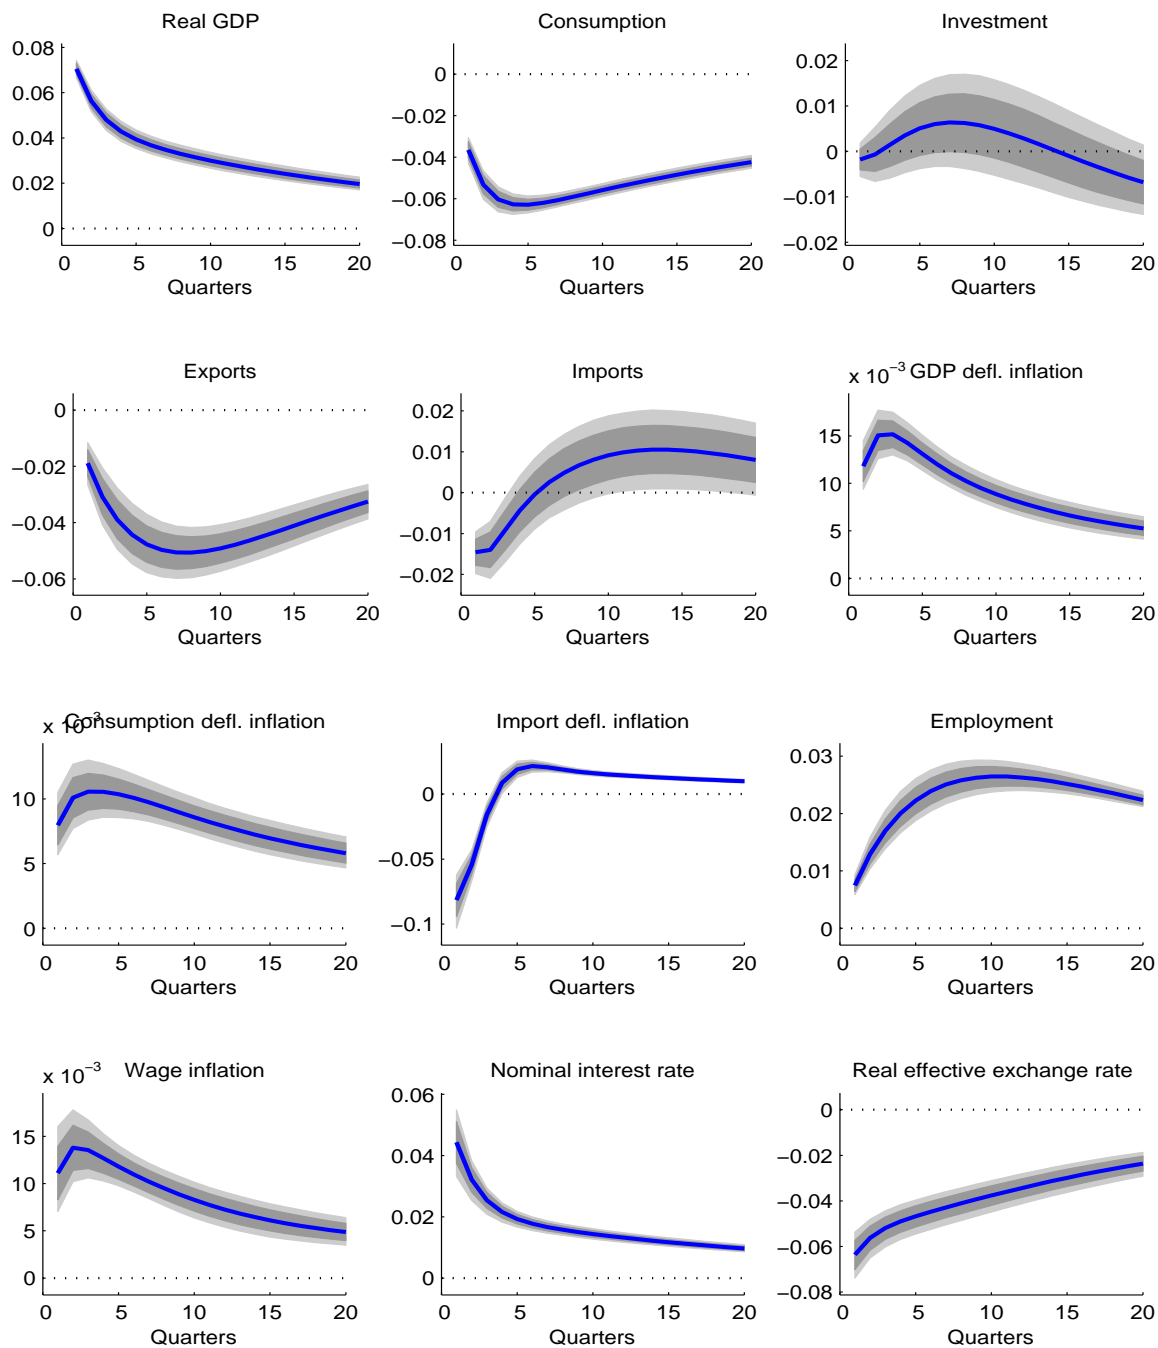 Real GDP
0.08
0.06
0.04
0.02
0
0 5 10 15 20
Quarters
Consumption
0
−0.02
−0.04
−0.06
−0.08
0 5 10 15 20
Quarters
Investment
0.02
0.01
0
−0.01
−0.02
0 5 10 15 20
Quarters
Exports
0
−0.02
−0.04
−0.06
0 5 10 15 20
Quarters
Imports
0.02
0.01
0
−0.01
−0.02
0 5 10 15 20
Quarters
x 10−3 GDP defl. inflation
15
10
5
0
0 5 10 15 20
Quarters
x 10−3
Consumption defl. inflation
10
5
0
0 5 10 15 20
Quarters
Import defl. inflation
0
−0.05
−0.1
0 5 10 15 20
Quarters
Employment
0.03
0.02
0.01
0
0 5 10 15 20
Quarters
x 10−3 Wage inflation
15
10
5
0
0 5 10 15 20
Quarters
Nominal interest rate
0.06
0.04
0.02
0
0 5 10 15 20
Quarters
Real effective exchange rate
0
−0.02
−0.04
−0.06
−0.08
0 5 10 15 20
Quarters